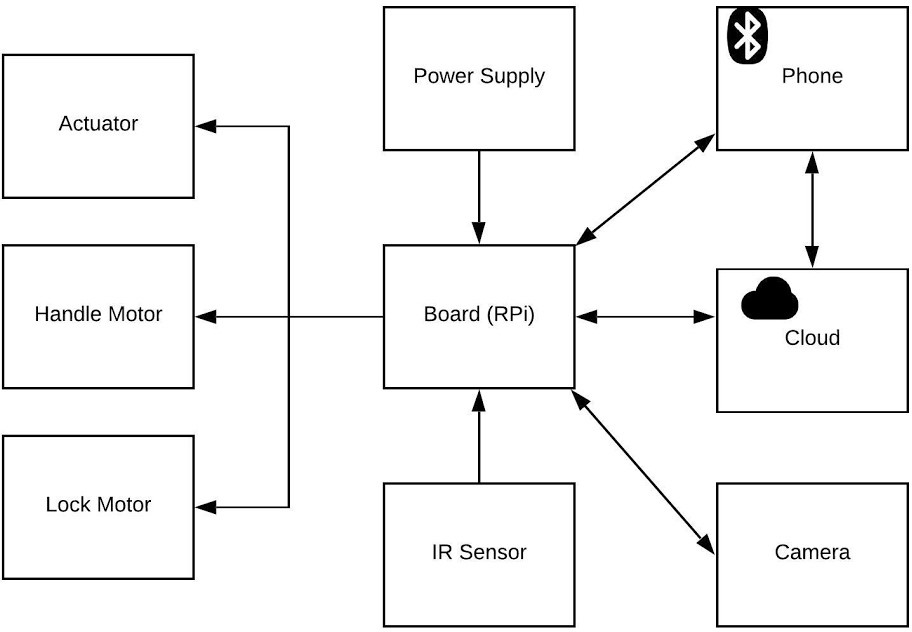 Power Supply
Phone
Actuator
Handle Motor
Board (RPi)
Cloud
Lock Motor
IR Sensor
Camera